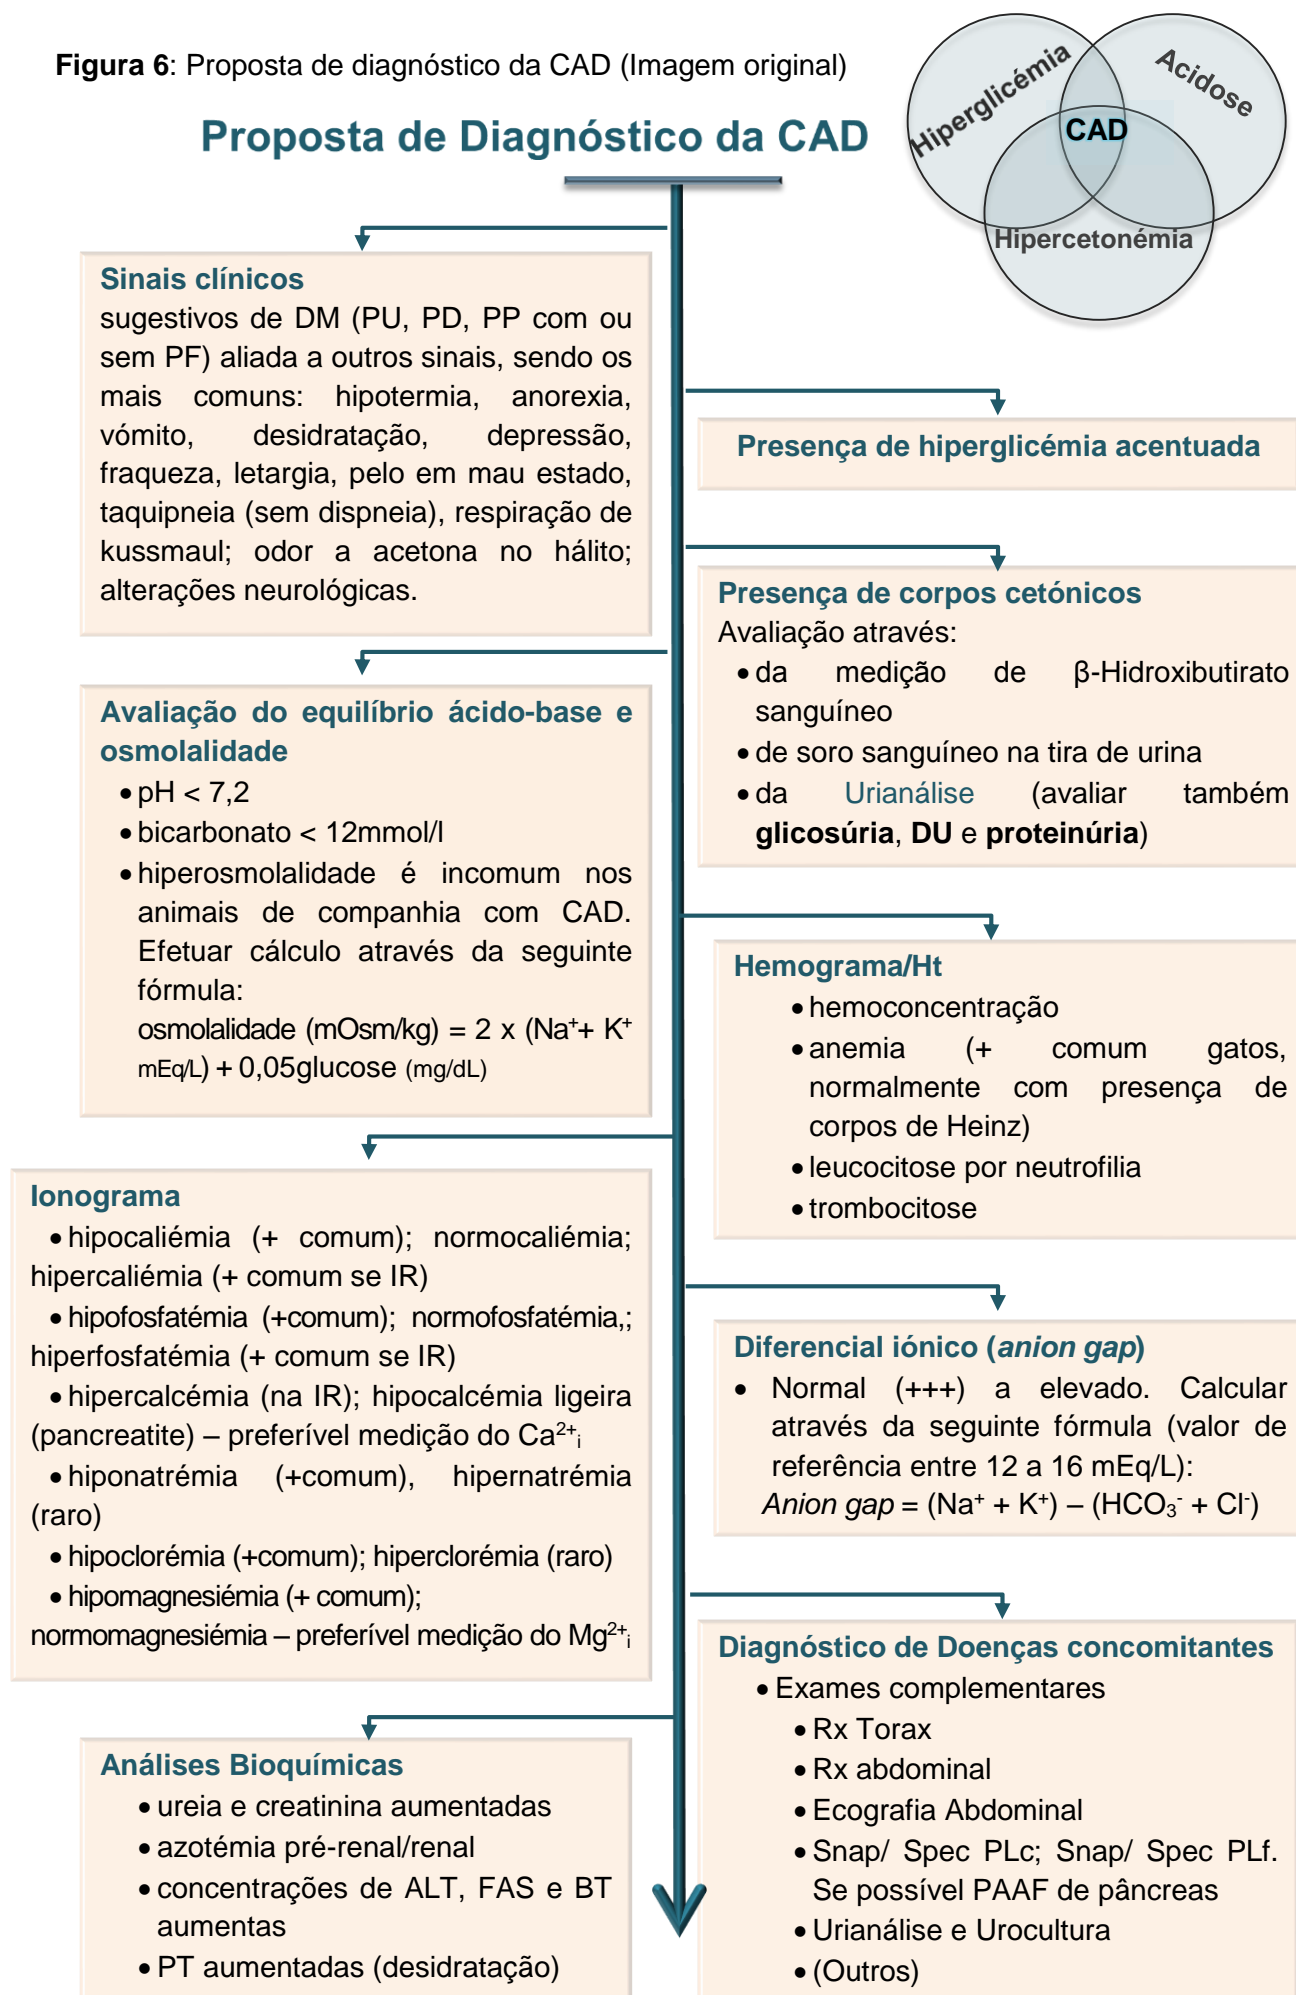 Figura 6: Proposta de diagnóstico da CAD (Imagem original)
Proposta de Diagnóstico da CAD
Hiperglicémia
Acidose
CAD
Hipercetonémia
Sinais clínicos
sugestivos de DM (PU, PD, PP com ou
sem PF) aliada a outros sinais, sendo os
mais comuns: hipotermia, anorexia,
vómito, desidratação, depressão,
fraqueza, letargia, pelo em mau estado,
taquipneia (sem dispneia), respiração de
kussmaul; odor a acetona no hálito;
alterações neurológicas.
Presença de hiperglicémia acentuada
Presença de corpos cetónicos
Avaliação através:
• da medição de β-Hidroxibutirato
sanguíneo
• de soro sanguíneo na tira de urina
• da Urianálise (avaliar também
glicosúria, DU e proteinúria)
Avaliação do equilíbrio ácido-base e
osmolalidade
• pH < 7,2
• bicarbonato < 12mmol/l
• hiperosmolalidade é incomum nos
animais de companhia com CAD.
Efetuar cálculo através da seguinte
fórmula:
osmolalidade (mOsm/kg) = 2 x (Na⁺+ K⁺
mEq/L) + 0,05glucose (mg/dL)
Hemograma/Ht
• hemoconcentração
• anemia (+ comum gatos,
normalmente com presença de
corpos de Heinz)
• leucocitose por neutrofilia
• trombocitose
Ionograma
• hipocaliémia (+ comum); normocaliémia;
hipercaliémia (+ comum se IR)
• hipofosfatémia (+comum); normofosfatémia,;
hiperfosfatémia (+ comum se IR)
• hipercalcémia (na IR); hipocalcémia ligeira
(pancreatite) – preferível medição do Ca²⁺ᵢ
• hiponatrémia (+comum), hipernatrémia
(raro)
• hipoclorémia (+comum); hiperclorémia (raro)
• hipomagnesiémia (+ comum);
normomagnesiémia – preferível medição do Mg²⁺ᵢ
Diferencial iónico (anion gap)
• Normal (+++) a elevado. Calcular
através da seguinte fórmula (valor de
referência entre 12 a 16 mEq/L):
Anion gap = (Na⁺ + K⁺) – (HCO₃⁻ + Cl⁻)
Diagnóstico de Doenças concomitantes
• Exames complementares
• Rx Torax
• Rx abdominal
• Ecografia Abdominal
• Snap/ Spec PLc; Snap/ Spec PLf.
Se possível PAAF de pâncreas
• Urianálise e Urocultura
• (Outros)
Análises Bioquímicas
• ureia e creatinina aumentadas
• azotémia pré-renal/renal
• concentrações de ALT, FAS e BT
aumentas
• PT aumentadas (desidratação)